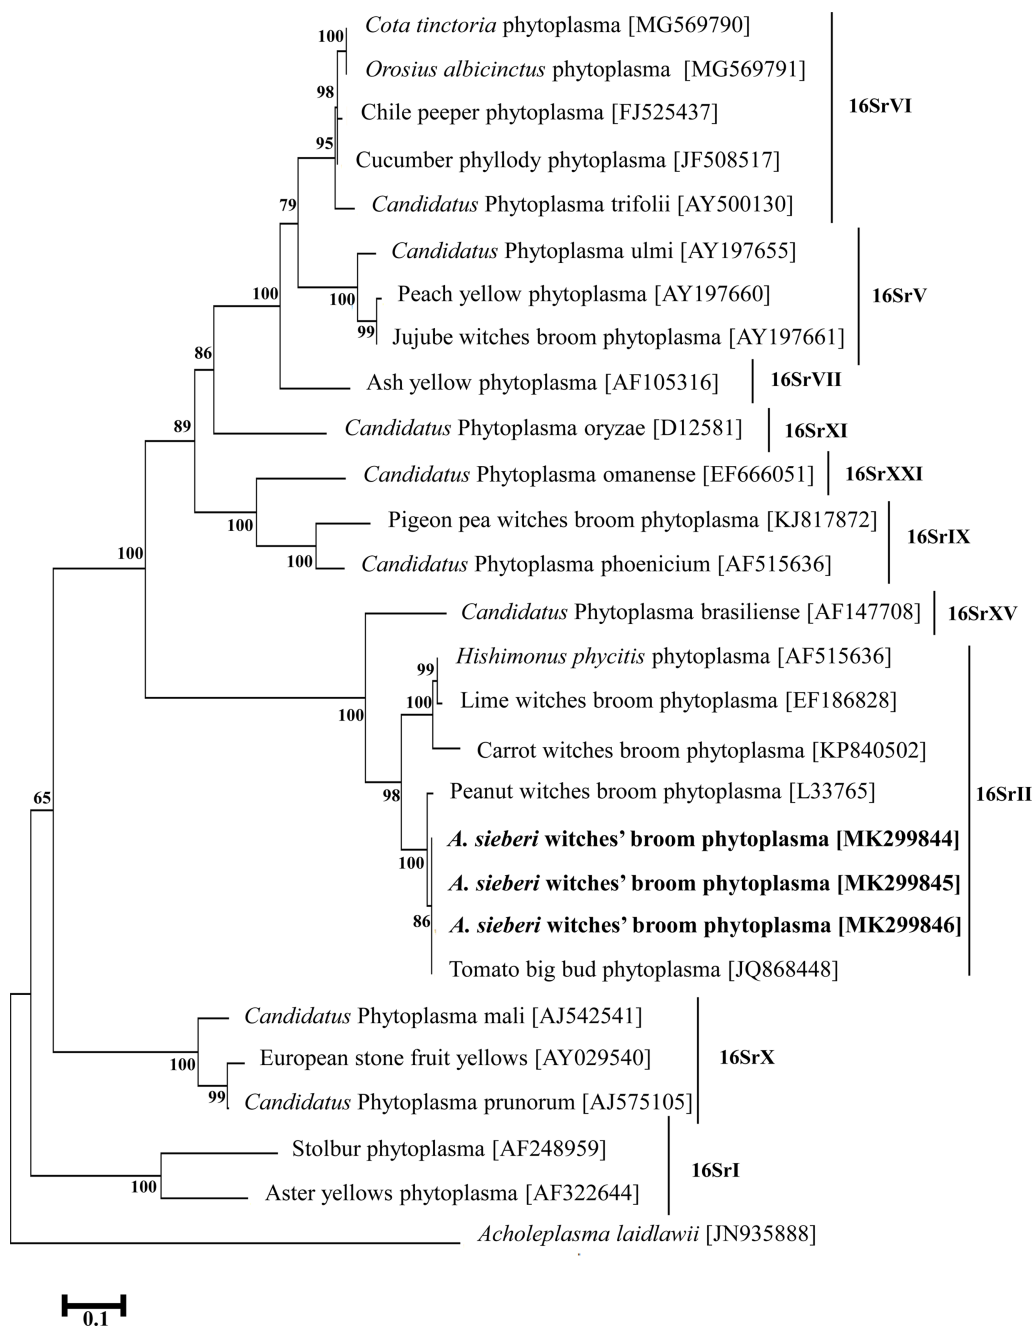 Cota tinctoria phytoplasma [MG569790]
100
Orosius albicinctus phytoplasma [MG569791]
98
Chile peeper phytoplasma [FJ525437]
16SrVI
95
Cucumber phyllody phytoplasma [JF508517]
79
Candidatus Phytoplasma trifolii [AY500130]
Candidatus Phytoplasma ulmi [AY197655]
100
100
Peach yellow phytoplasma [AY197660]
16SrV
99
Jujube witches broom phytoplasma [AY197661]
86
Ash yellow phytoplasma [AF105316]
16SrVII
89
Candidatus Phytoplasma oryzae [D12581]
16SrXI
Candidatus Phytoplasma omanense [EF666051]
16SrXXI
100
Pigeon pea witches broom phytoplasma [KJ817872]
16SrIX
100
100
Candidatus Phytoplasma phoenicium [AF515636]
Candidatus Phytoplasma brasiliense [AF147708]
16SrXV
Hishimonus phycitis phytoplasma [AF515636]
99
100
100
Lime witches broom phytoplasma [EF186828]
Carrot witches broom phytoplasma [KP840502]
98
Peanut witches broom phytoplasma [L33765]
16SrII
65
A. sieberi witches’ broom phytoplasma [MK299844]
100
A. sieberi witches’ broom phytoplasma [MK299845]
86
A. sieberi witches’ broom phytoplasma [MK299846]
Tomato big bud phytoplasma [JQ868448]
Candidatus Phytoplasma mali [AJ542541]
100
European stone fruit yellows [AY029540]
16SrX
99
Candidatus Phytoplasma prunorum [AJ575105]
Stolbur phytoplasma [AF248959]
16SrI
100
Aster yellows phytoplasma [AF322644]
Acholeplasma laidlawii [JN935888]
0.1